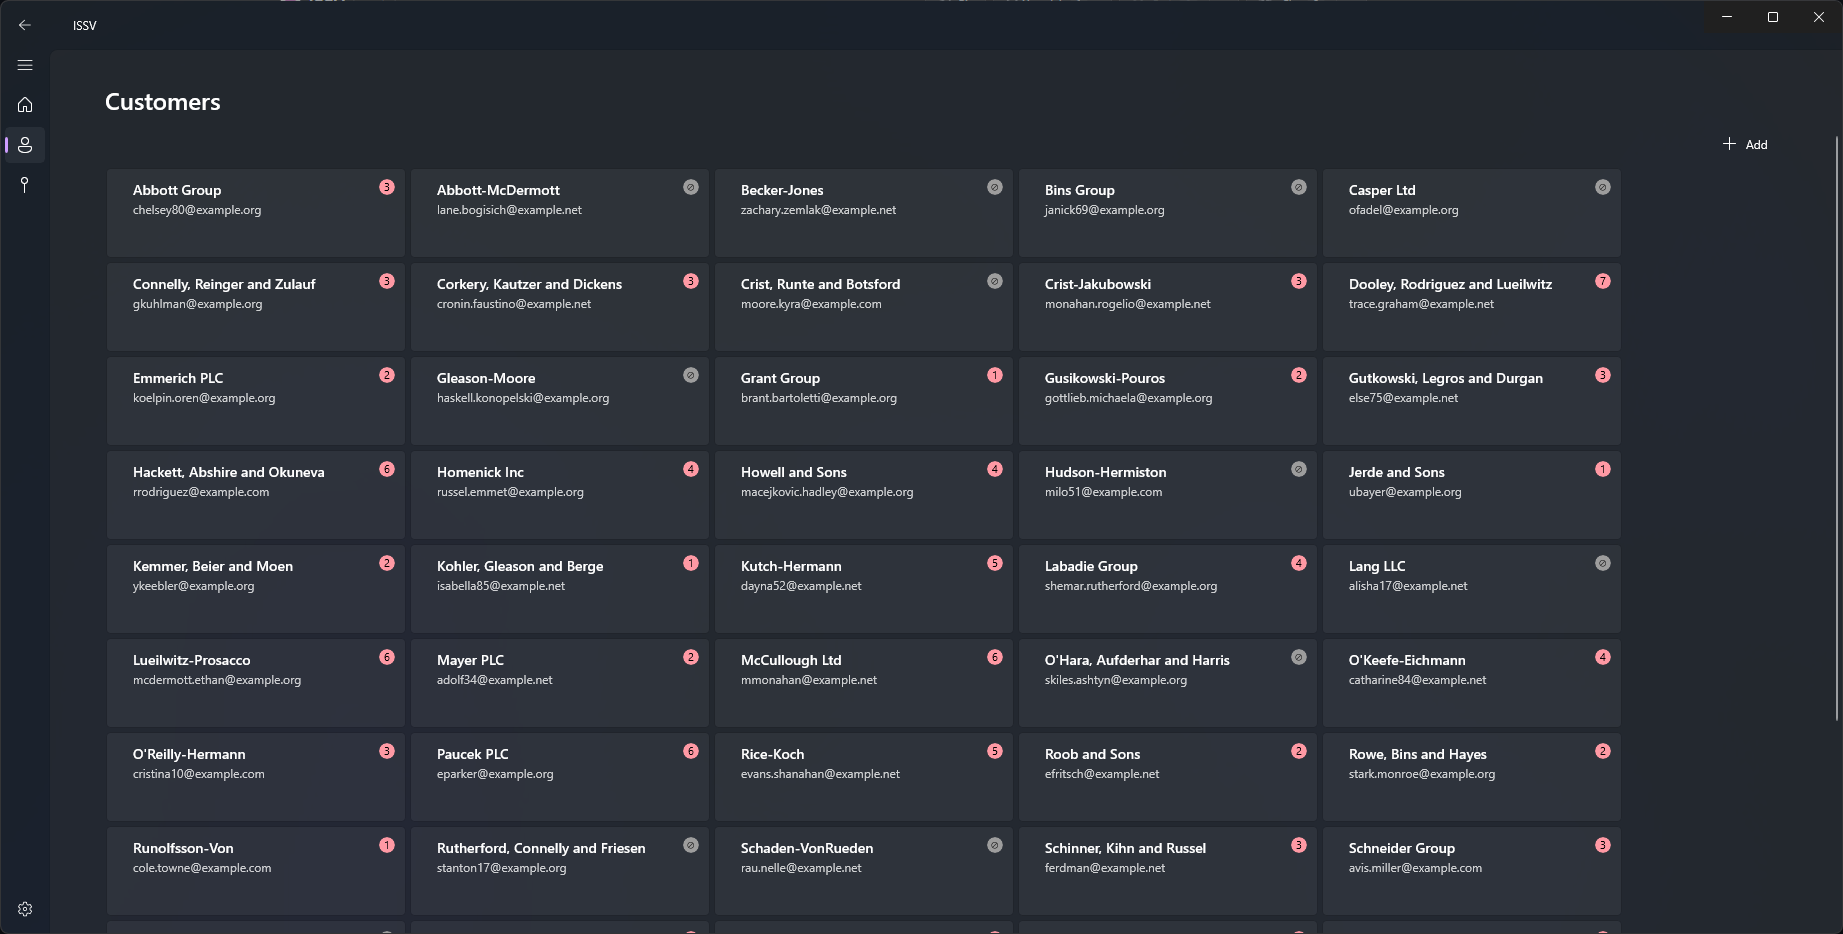 ISSV
Customers
Add
Abbott Group
3
chelsey80@example.org
Abbott-McDermott
lane.bogisich@example.net
Becker-Jones
zachary.zemlak@example.net
Bins Group
janick69@example.org
Casper Ltd
ofadel@example.org
Connelly, Reinger and Zulauf
3
gkuhlman@example.org
Corkery, Kautzer and Dickens
3
cronin.faustino@example.net
Crist, Runte and Botsford
moore.kyra@example.com
Crist-Jakubowski
3
monahan.rogelio@example.net
Dooley, Rodriguez and Lueilwitz
7
trace.graham@example.net
Emmerich PLC
2
koelpin.oren@example.org
Gleason-Moore
haskell.konopelski@example.org
Grant Group
1
brant.bartoletti@example.org
Gusikowski-Pouros
2
gottlieb.michaela@example.org
Gutkowski, Legros and Durgan
3
else75@example.net
Hackett, Abshire and Okuneva
6
rrodriguez@example.com
Homenick Inc
4
russel.emmet@example.org
Howell and Sons
4
macejkovic.hadley@example.org
Hudson-Hermiston
milo51@example.com
Jerde and Sons
1
ubayer@example.org
Kemmer, Beier and Moen
2
ykeebler@example.org
Kohler, Gleason and Berge
1
isabella85@example.net
Kutch-Hermann
5
dayna52@example.net
Labadie Group
4
shemar.rutherford@example.org
Lang LLC
alisha17@example.net
Lueilwitz-Prosacco
6
mcdermott.ethan@example.org
Mayer PLC
2
adolf34@example.net
McCullough Ltd
6
mmonahan@example.net
O'Hara, Aufderhar and Harris
skiles.ashtyn@example.org
O'Keefe-Eichmann
4
catharine84@example.net
O'Reilly-Hermann
3
cristina10@example.com
Paucek PLC
6
eparker@example.org
Rice-Koch
5
evans.shanahan@example.net
Roob and Sons
2
efritsch@example.net
Rowe, Bins and Hayes
2
stark.monroe@example.org
Runolfsson-Von
1
cole.towne@example.com
Rutherford, Connelly and Friesen
stanton17@example.org
Schaden-VonRueden
rau.nelle@example.net
Schinner, Kihn and Russel
3
ferdman@example.net
Schneider Group
3
avis.miller@example.com